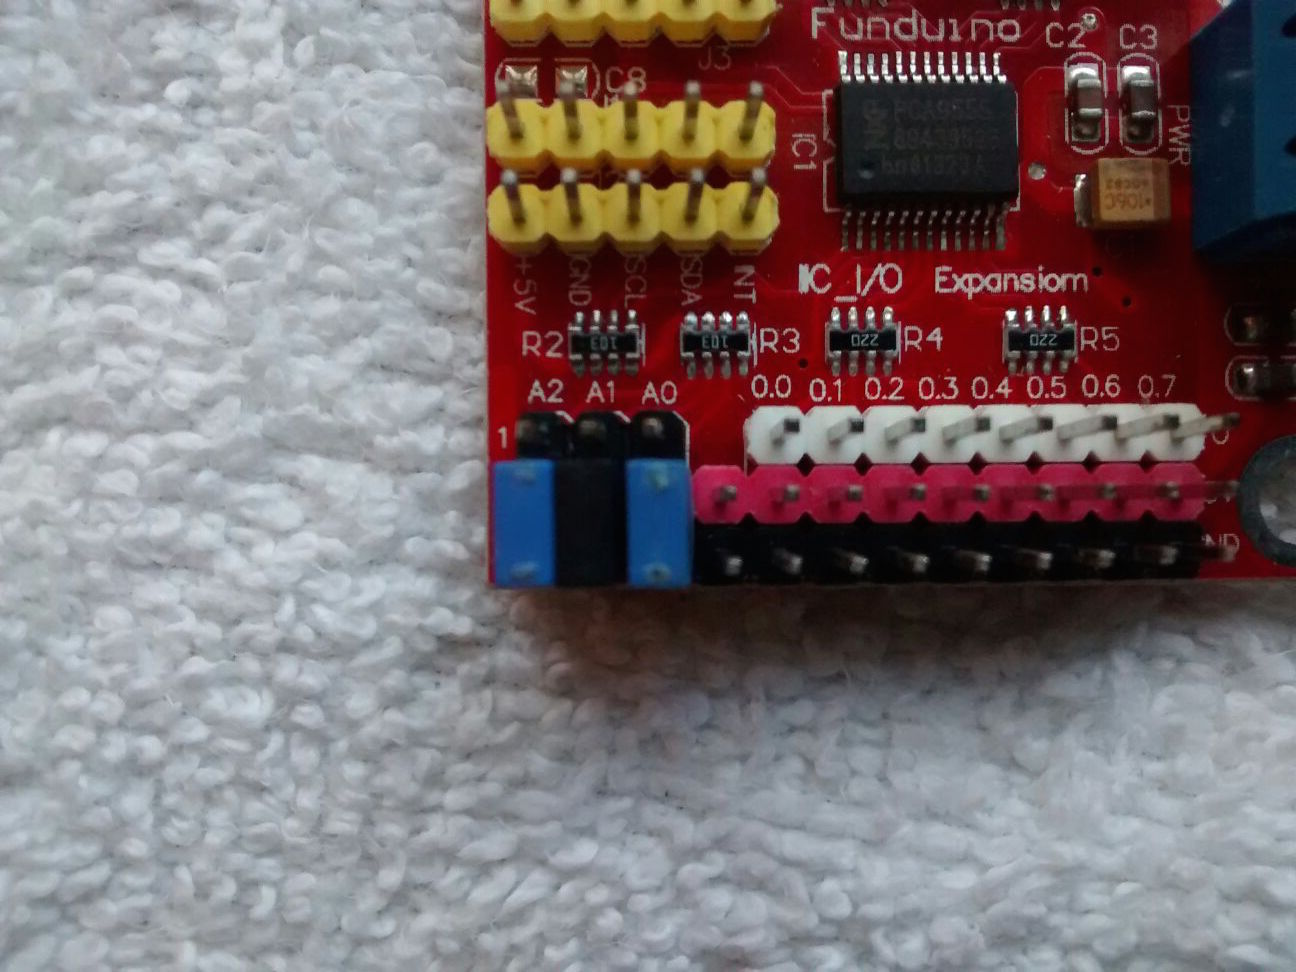 Funduino
C2 C3
J3
C8
PCA9555
IC1
PWR
106C
+5V GND SCL SDA INT
IIC_I/O Expansiom
R2 103 103 R3 220 R4 220 R5
A2 A1 A0 0.0 0.1 0.2 0.3 0.4 0.5 0.6 0.7
1